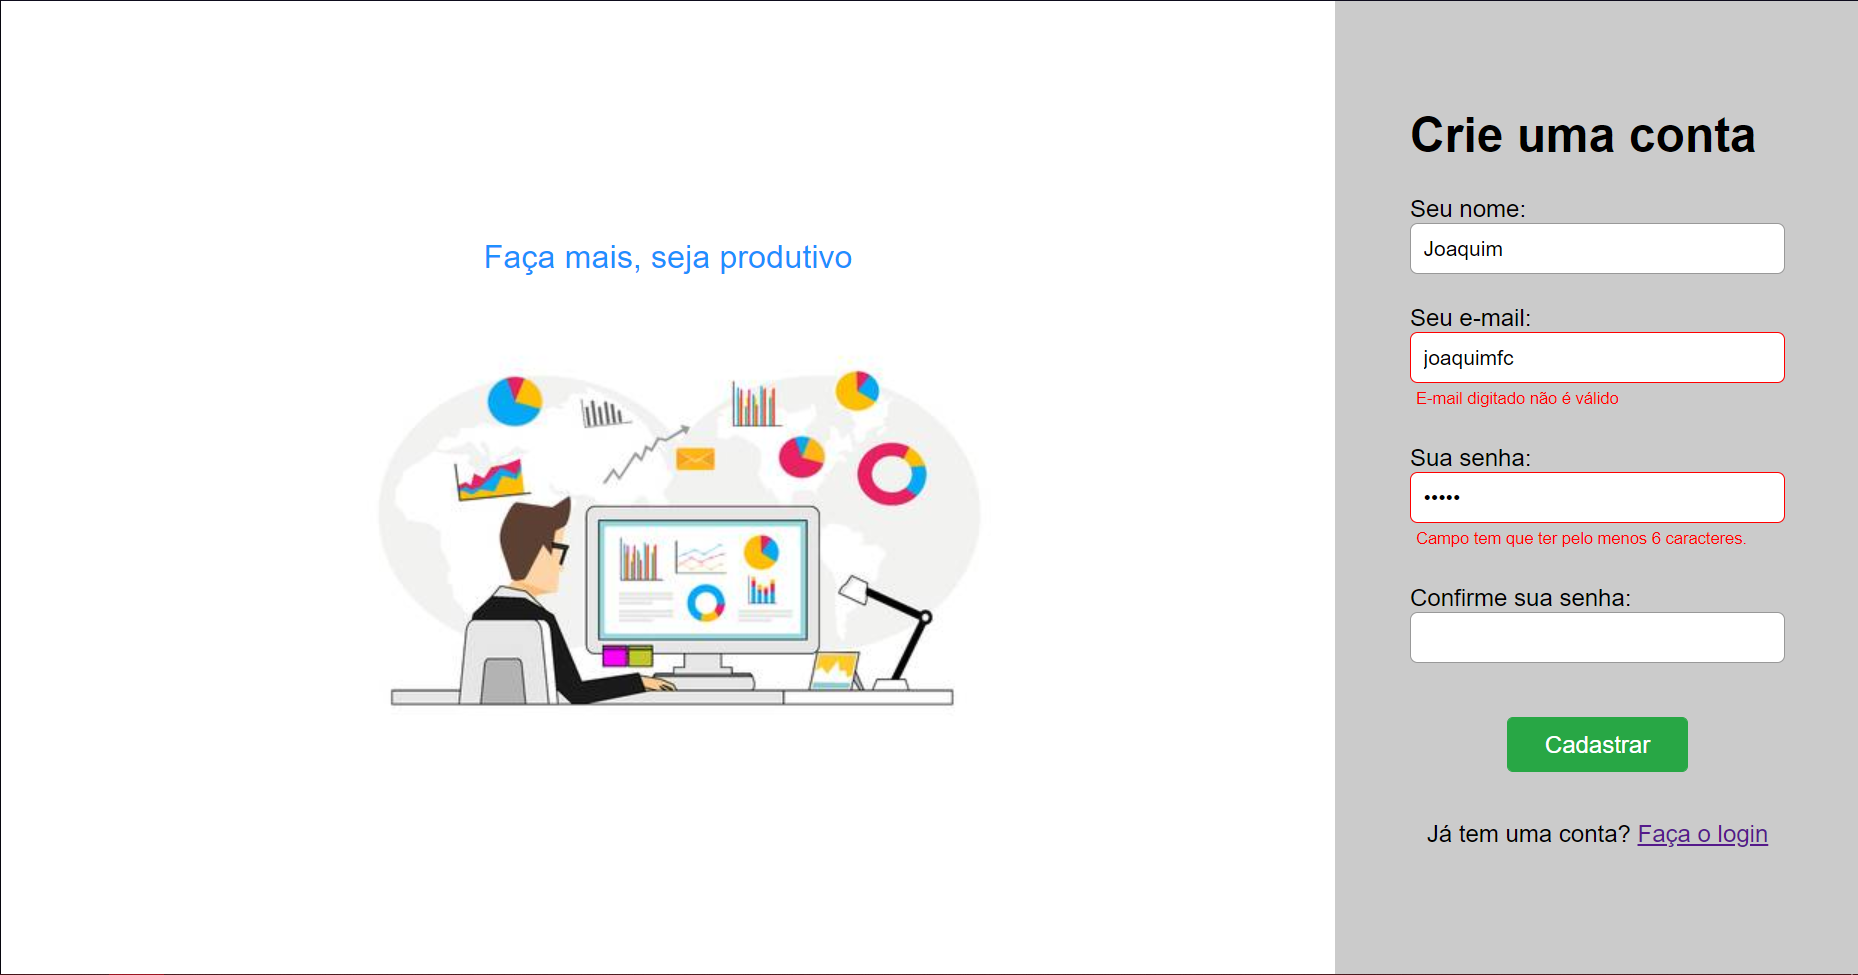 Faça mais, seja produtivo
Crie uma conta
Seu nome:
Joaquim
Seu e-mail:
joaquimfc
E-mail digitado não é válido
Sua senha:
•••••
Campo tem que ter pelo menos 6 caracteres.
Confirme sua senha:
Cadastrar
Já tem uma conta? Faça o login